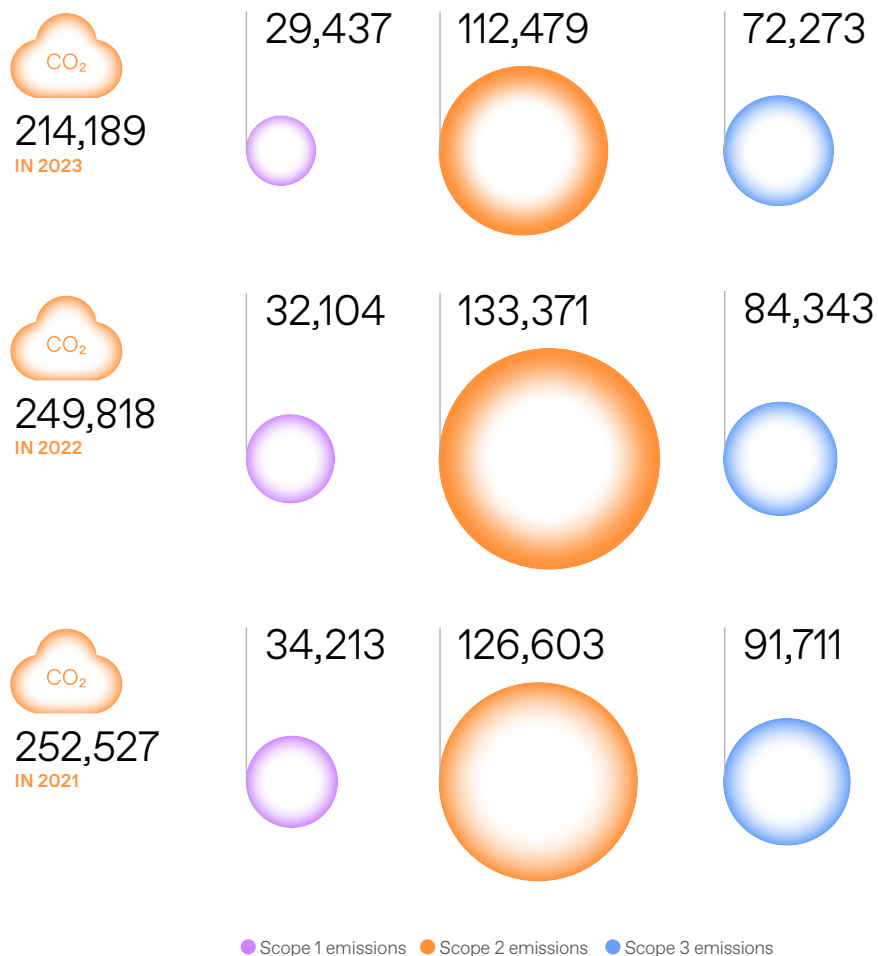 CO₂
214,189
IN 2023
29,437
112,479
72,273
CO₂
249,818
IN 2022
32,104
133,371
84,343
CO₂
252,527
IN 2021
34,213
126,603
91,711
Scope 1 emissions Scope 2 emissions Scope 3 emissions